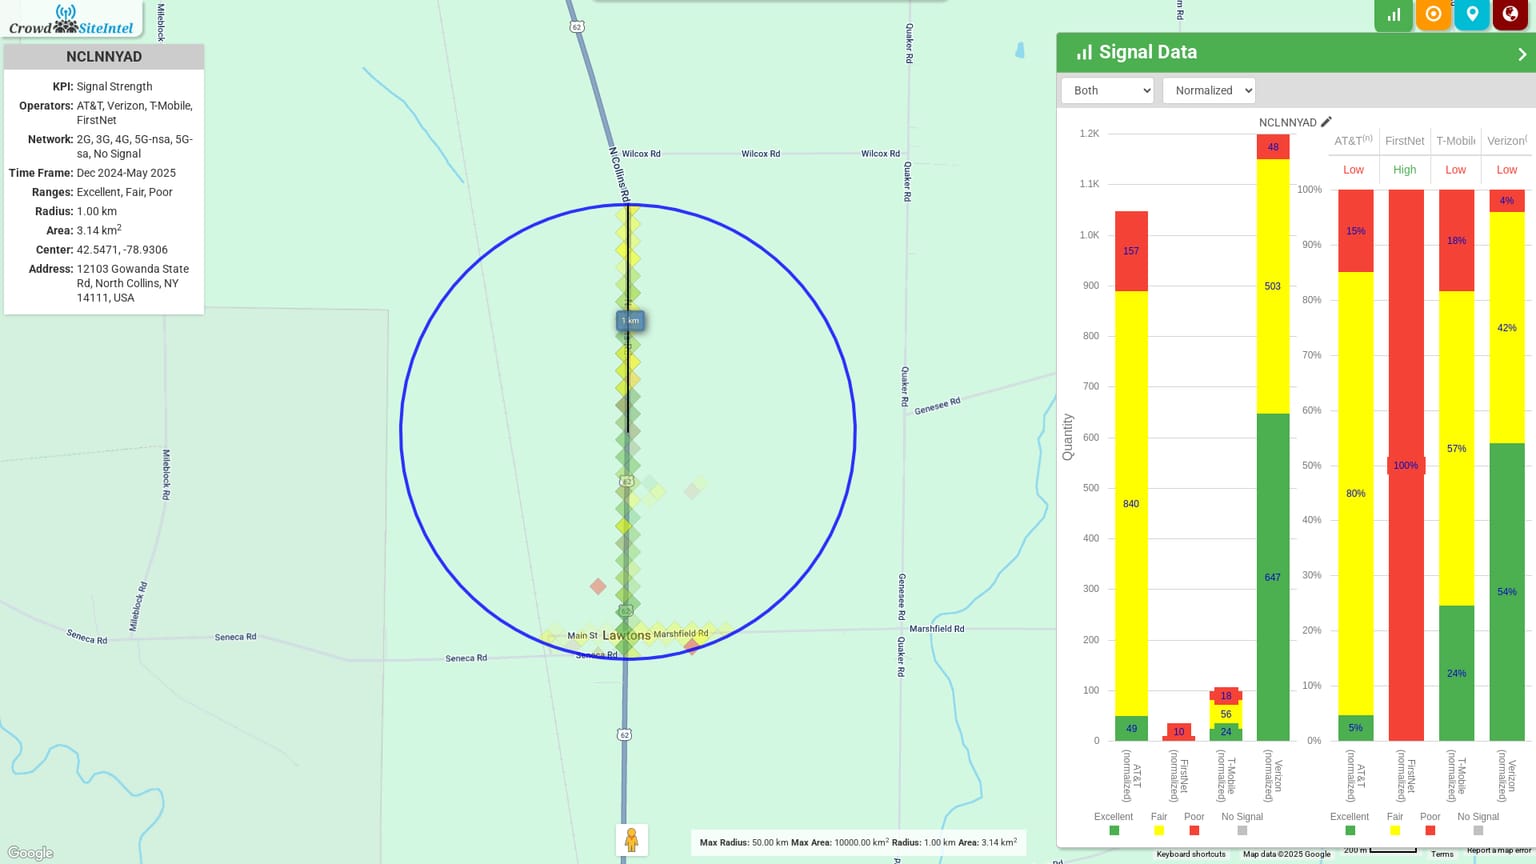 Crowd SiteIntel
NCLNNYAD
KPI: Signal Strength
Operators: AT&T, Verizon, T-Mobile,
FirstNet
Network: 2G, 3G, 4G, 5G-nsa, 5G-
sa, No Signal
Time Frame: Dec 2024-May 2025
Ranges: Excellent, Fair, Poor
Radius: 1.00 km
Area: 3.14 km2
Center: 42.5471, -78.9306
Address: 12103 Gowanda State
Rd, North Collins, NY
14111, USA
Mileblock Rd
62
Quaker Rd
N Collins Rd
Wilcox Rd
Wilcox Rd
Wilcox Rd
Quaker Rd
1 km
Quaker Rd
Genesee Rd
Mileblock Rd
62
Mileblock Rd
62
Genesee Rd
Seneca Rd
Seneca Rd
Main St
Lawtons
Marshfield Rd
Marshfield Rd
Seneca Rd
Seneca Rd
Quaker Rd
62
Google
Max Radius: 50.00 km Max Area: 10000.00 km2 Radius: 1.00 km Area: 3.14 km2
Keyboard shortcuts
Map data ©2025 Google
200 m
Terms
Report a map error
Signal Data
Both
Normalized
NCLNNYAD
1.2K
1.1K
1.0K
900
800
700
600
500
400
300
200
100
0
Quantity
157
840
49
10
18
56
24
48
503
647
AT&T (normalized)
FirstNet (normalized)
T-Mobile (normalized)
Verizon (normalized)
Excellent
Fair
Poor
No Signal
AT&T(n)
FirstNet
T-Mobile
Verizon(
Low
High
Low
Low
100%
90%
80%
70%
60%
50%
40%
30%
20%
10%
0%
15%
80%
5%
100%
18%
57%
24%
4%
42%
54%
AT&T (normalized)
FirstNet (normalized)
T-Mobile (normalized)
Verizon (normalized)
Excellent
Fair
Poor
No Signal